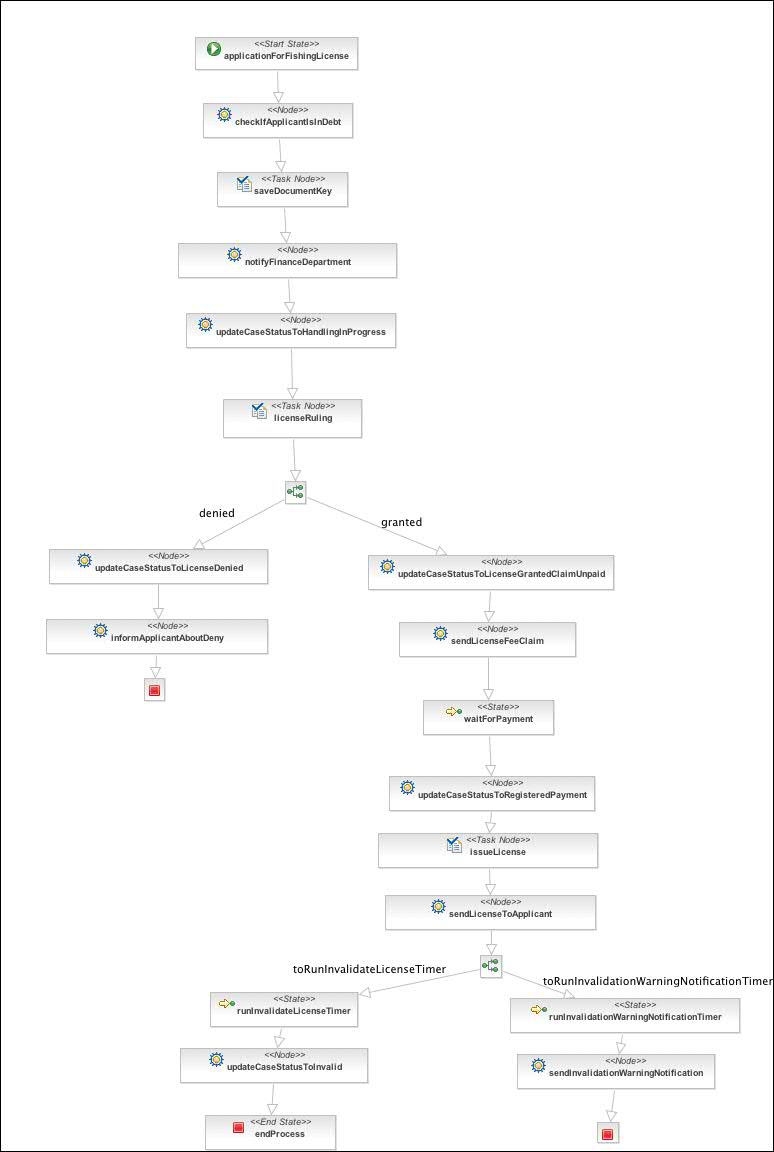 <<Start State>>
applicationForFishingLicense
<<Node>>
checkIfApplicantIsInDebt
<<Task Node>>
saveDocumentKey
<<Node>>
notifyFinanceDepartment
<<Node>>
updateCaseStatusToHandlingInProgress
<<Task Node>>
licenseRuling
denied
granted
<<Node>>
updateCaseStatusToLicenseDenied
<<Node>>
informApplicantAboutDeny
<<Node>>
updateCaseStatusToLicenseGrantedClaimUnpaid
<<Node>>
sendLicenseFeeClaim
<<State>>
waitForPayment
<<Node>>
updateCaseStatusToRegisteredPayment
<<Task Node>>
issueLicense
<<Node>>
sendLicenseToApplicant
toRunInvalidateLicenseTimer
toRunInvalidationWarningNotificationTimer
<<State>>
runInvalidateLicenseTimer
<<Node>>
updateCaseStatusToInvalid
<<End State>>
endProcess
<<State>>
runInvalidationWarningNotificationTimer
<<Node>>
sendInvalidationWarningNotification